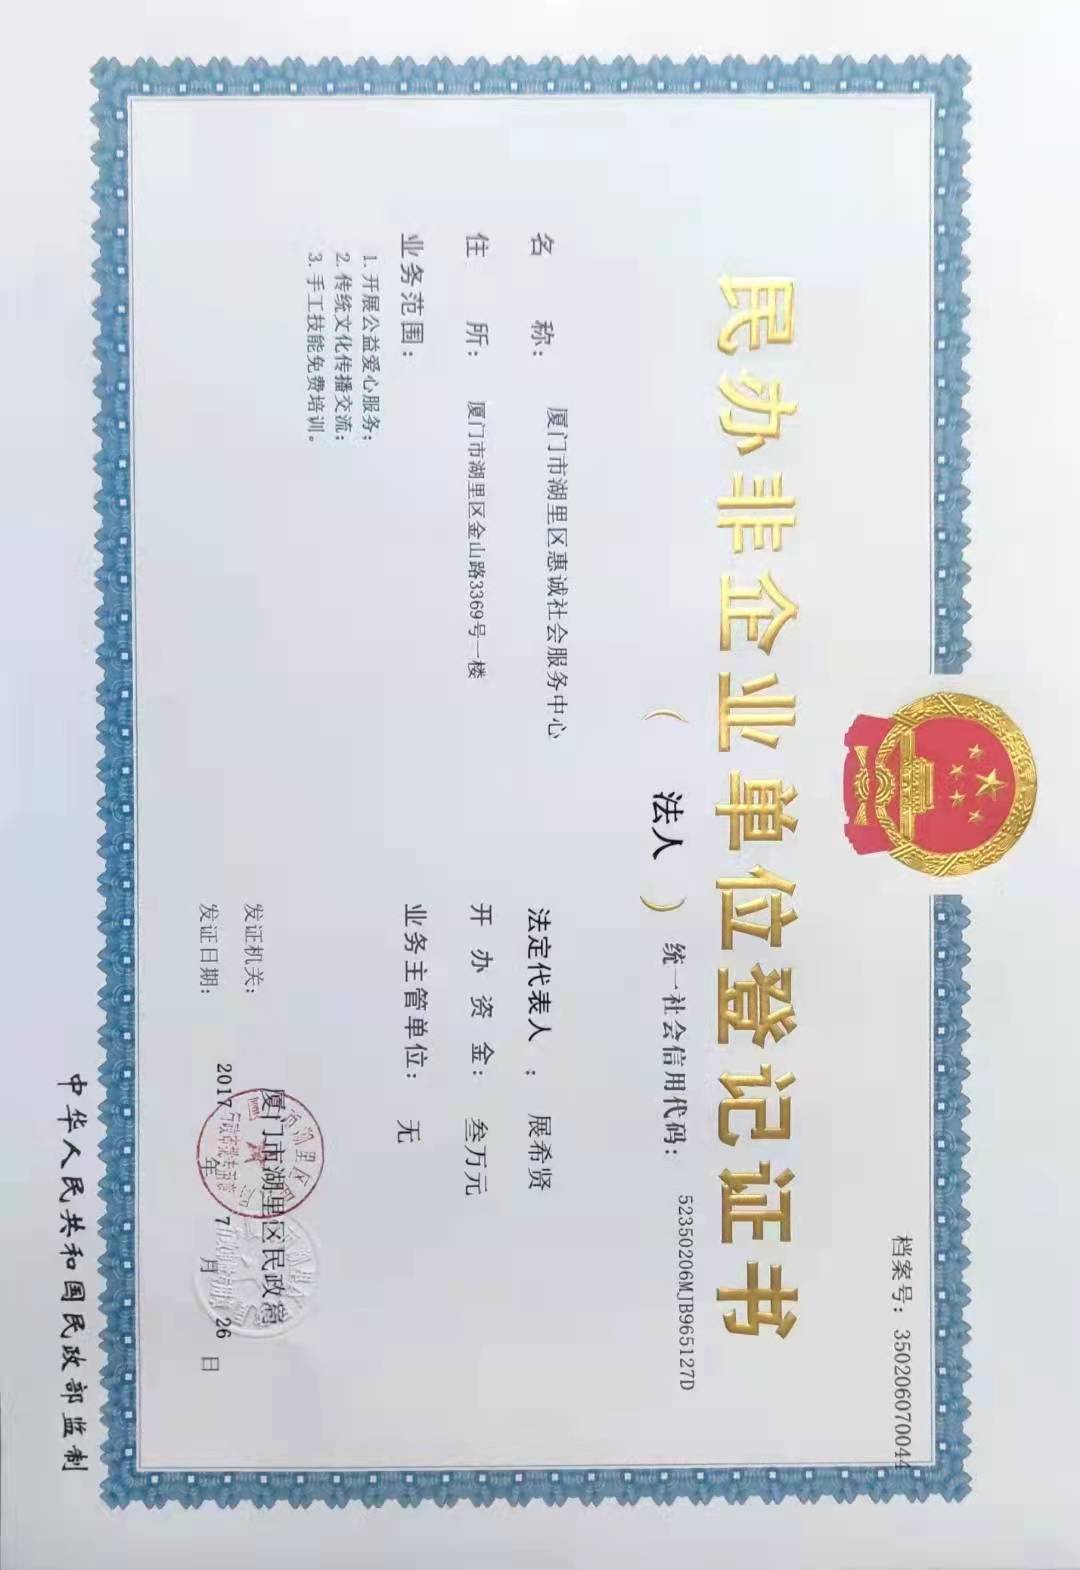 档案号: 350206070044
民办非企业单位登记证书
(法人) 统一社会信用代码: 52350206MJB965127D
名称: 厦门市湖里区惠诚社会服务中心
法定代表人: 展希贤
住所: 厦门市湖里区金山路3369号一楼
开办资金: 叁万元
业务范围:
业务主管单位: 无
1.开展公益爱心服务;
2.传统文化传播交流;
3.手工技能免费培训。
发证机关: 厦门市湖里区民政局
发证日期: 2017年7月26日
中华人民共和国民政部监制